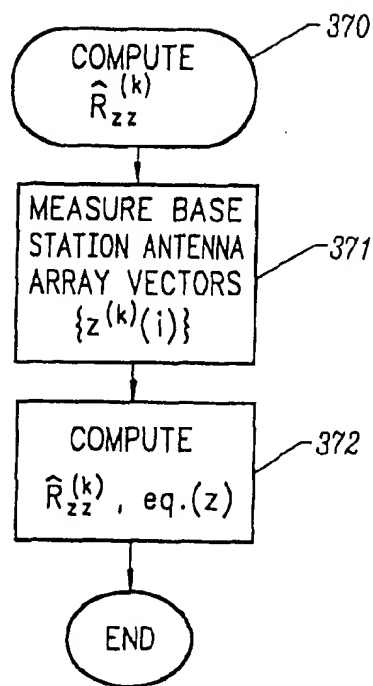 COMPUTE
R̂zz^(k)
370
MEASURE BASE
STATION ANTENNA
ARRAY VECTORS
{z^(k)(i)}
371
COMPUTE
R̂zz^(k), eq.(z)
372
END